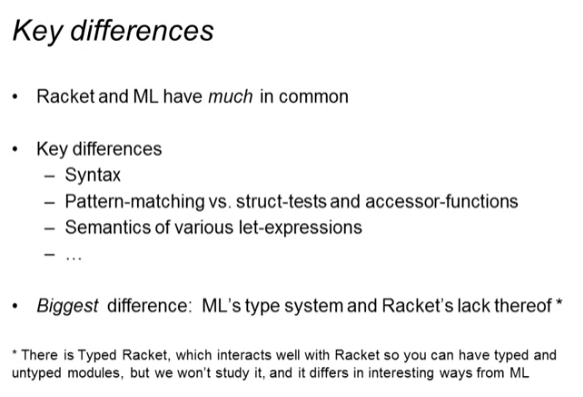 Key differences
• Racket and ML have much in common
• Key differences
– Syntax
– Pattern-matching vs. struct-tests and accessor-functions
– Semantics of various let-expressions
– …
• Biggest difference: ML's type system and Racket's lack thereof *
* There is Typed Racket, which interacts well with Racket so you can have typed and
untyped modules, but we won't study it, and it differs in interesting ways from ML